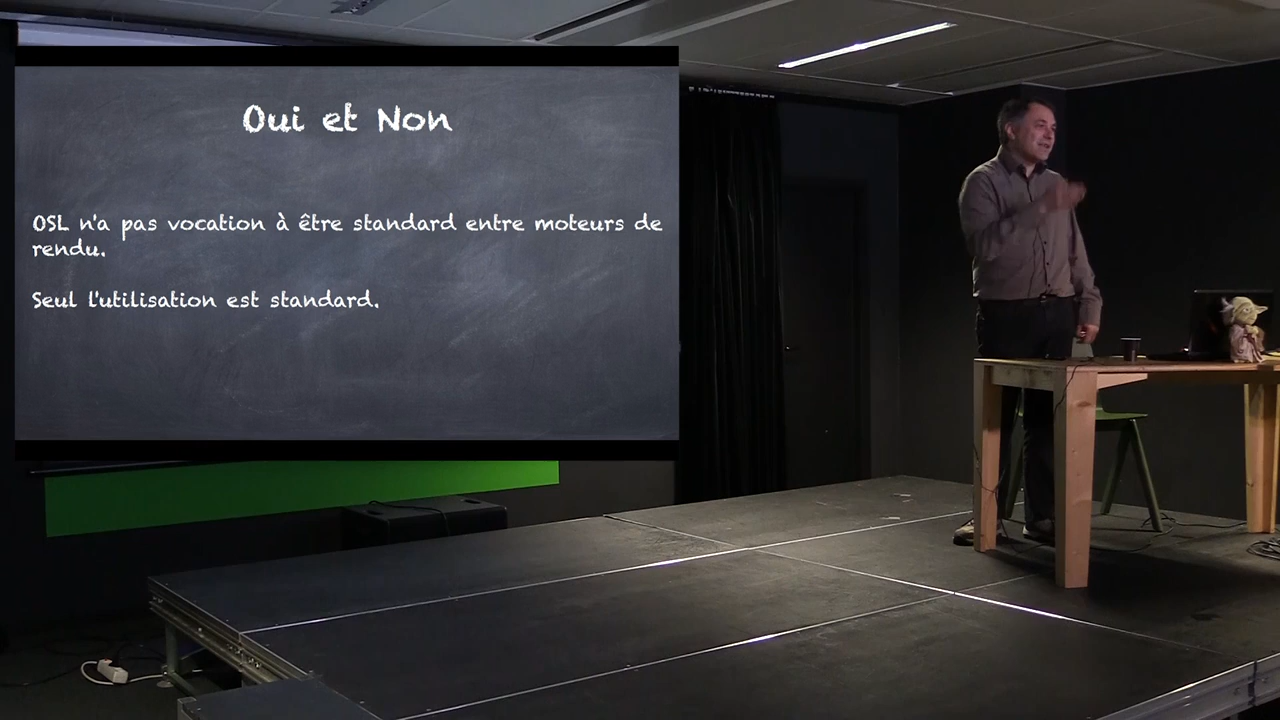 Oui et Non
OSL n'a pas vocation à être standard entre moteurs de
rendu.
Seul l'utilisation est standard.